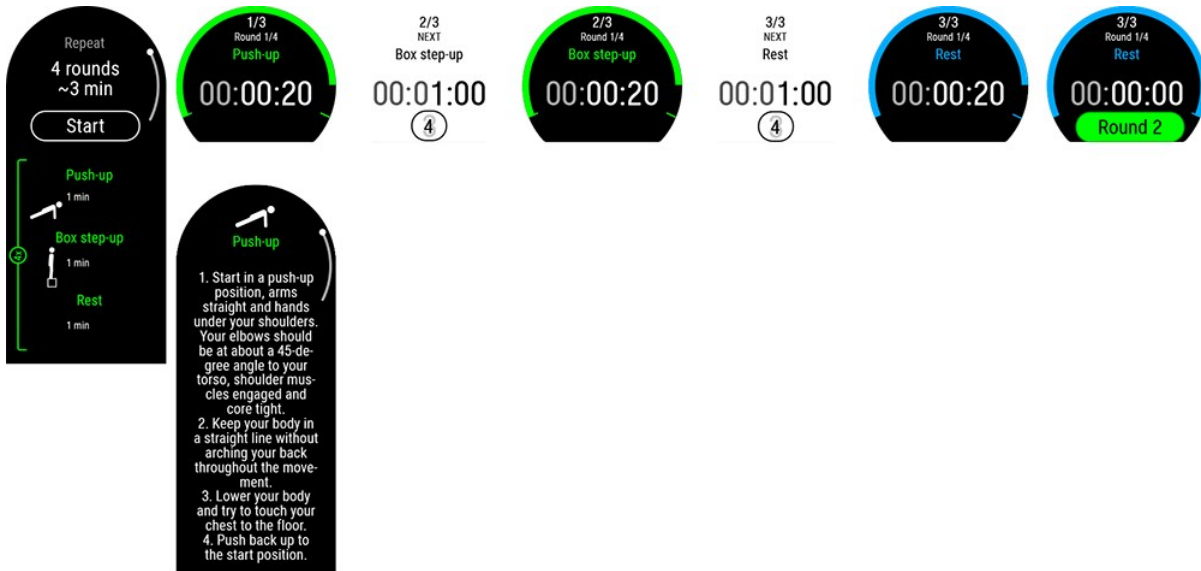 Repeat
4 rounds
~3 min
Start
Push-up
1 min
4x
Box step-up
1 min
Rest
1 min
1/3
Round 1/4
Push-up
00:00:20
2/3
NEXT
Box step-up
00:01:00
4
2/3
Round 1/4
Box step-up
00:00:20
3/3
NEXT
Rest
00:01:00
4
3/3
Round 1/4
Rest
00:00:20
3/3
Round 1/4
Rest
00:00:00
Round 2
Push-up
1. Start in a push-up
position, arms
straight and hands
under your shoulders.
Your elbows should
be at about a 45-de-
gree angle to your
torso, shoulder mus-
cles engaged and
core tight.
2. Keep your body in
a straight line without
arching your back
throughout the move-
ment.
3. Lower your body
and try to touch your
chest to the floor.
4. Push back up to
the start position.